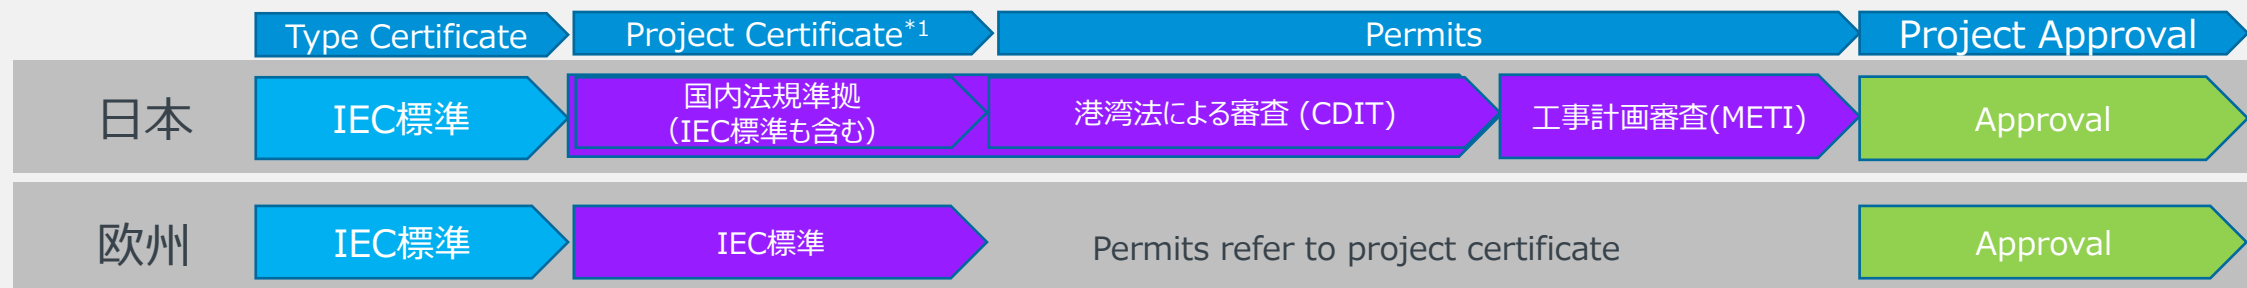 Type Certificate
Project Certificate*1
Permits
Project Approval
日本
IEC標準
国内法規準拠
（IEC標準も含む）
港湾法による審査 (CDIT)
工事計画審査(METI)
Approval
欧州
IEC標準
IEC標準
Permits refer to project certificate
Approval